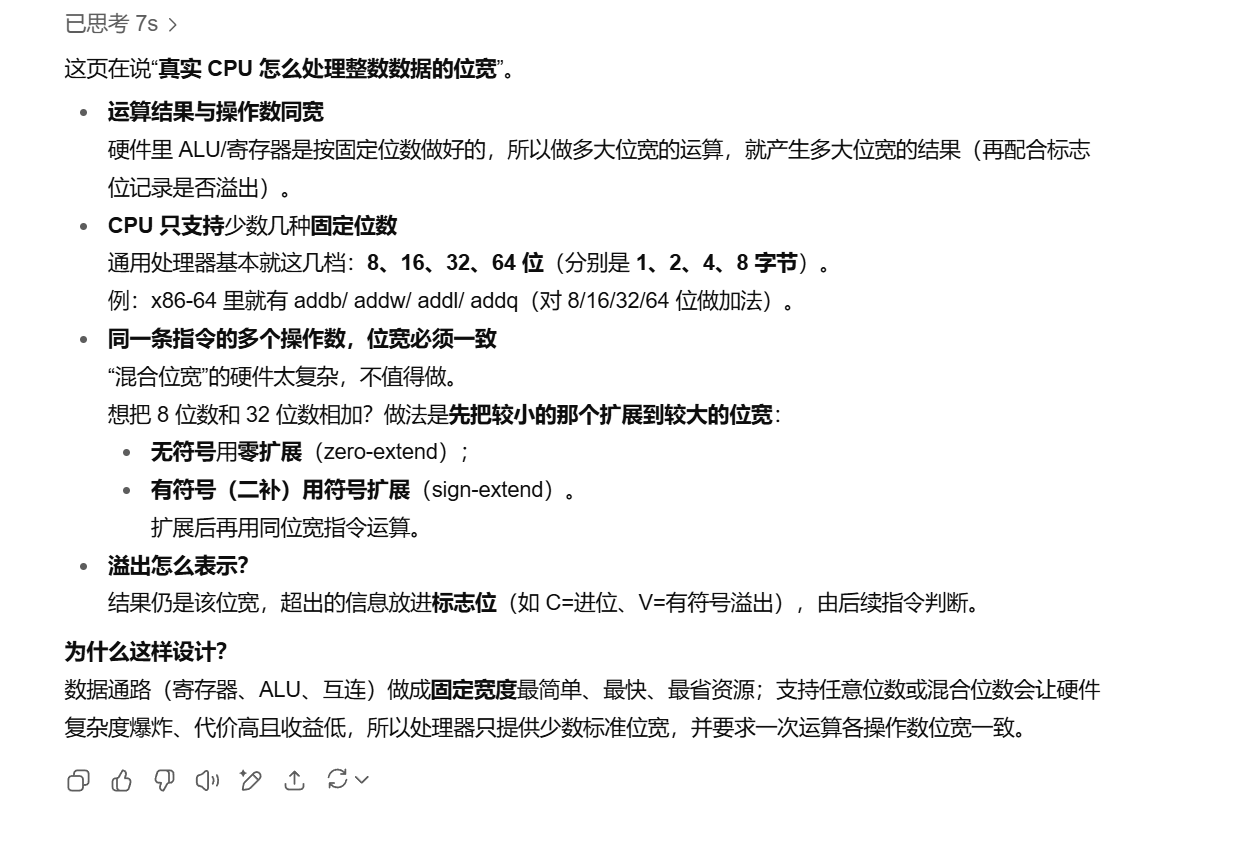 已思考 7s
这页在说“真实 CPU 怎么处理整数数据的位宽”。
运算结果与操作数同宽
硬件里 ALU/寄存器是按固定位数做好的，所以做多大位宽的运算，就产生多大位宽的结果（再配合标志
位记录是否溢出）。
CPU 只支持少数几种固定位数
通用处理器基本就这几档：8、16、32、64 位（分别是 1、2、4、8 字节）。
例：x86-64 里就有 addb/ addw/ addl/ addq（对 8/16/32/64 位做加法）。
同一条指令的多个操作数，位宽必须一致
“混合位宽”的硬件太复杂，不值得做。
想把 8 位数和 32 位数相加？做法是先把较小的那个扩展到较大的位宽：
无符号用零扩展（zero-extend）；
有符号（二补）用符号扩展（sign-extend）。
扩展后再用同位宽指令运算。
溢出怎么表示？
结果仍是该位宽，超出的信息放进标志位（如 C=进位、V=有符号溢出），由后续指令判断。
为什么这样设计？
数据通路（寄存器、ALU、互连）做成固定宽度最简单、最快、最省资源；支持任意位数或混合位数会让硬件
复杂度爆炸、代价高且收益低，所以处理器只提供少数标准位宽，并要求一次运算各操作数位宽一致。